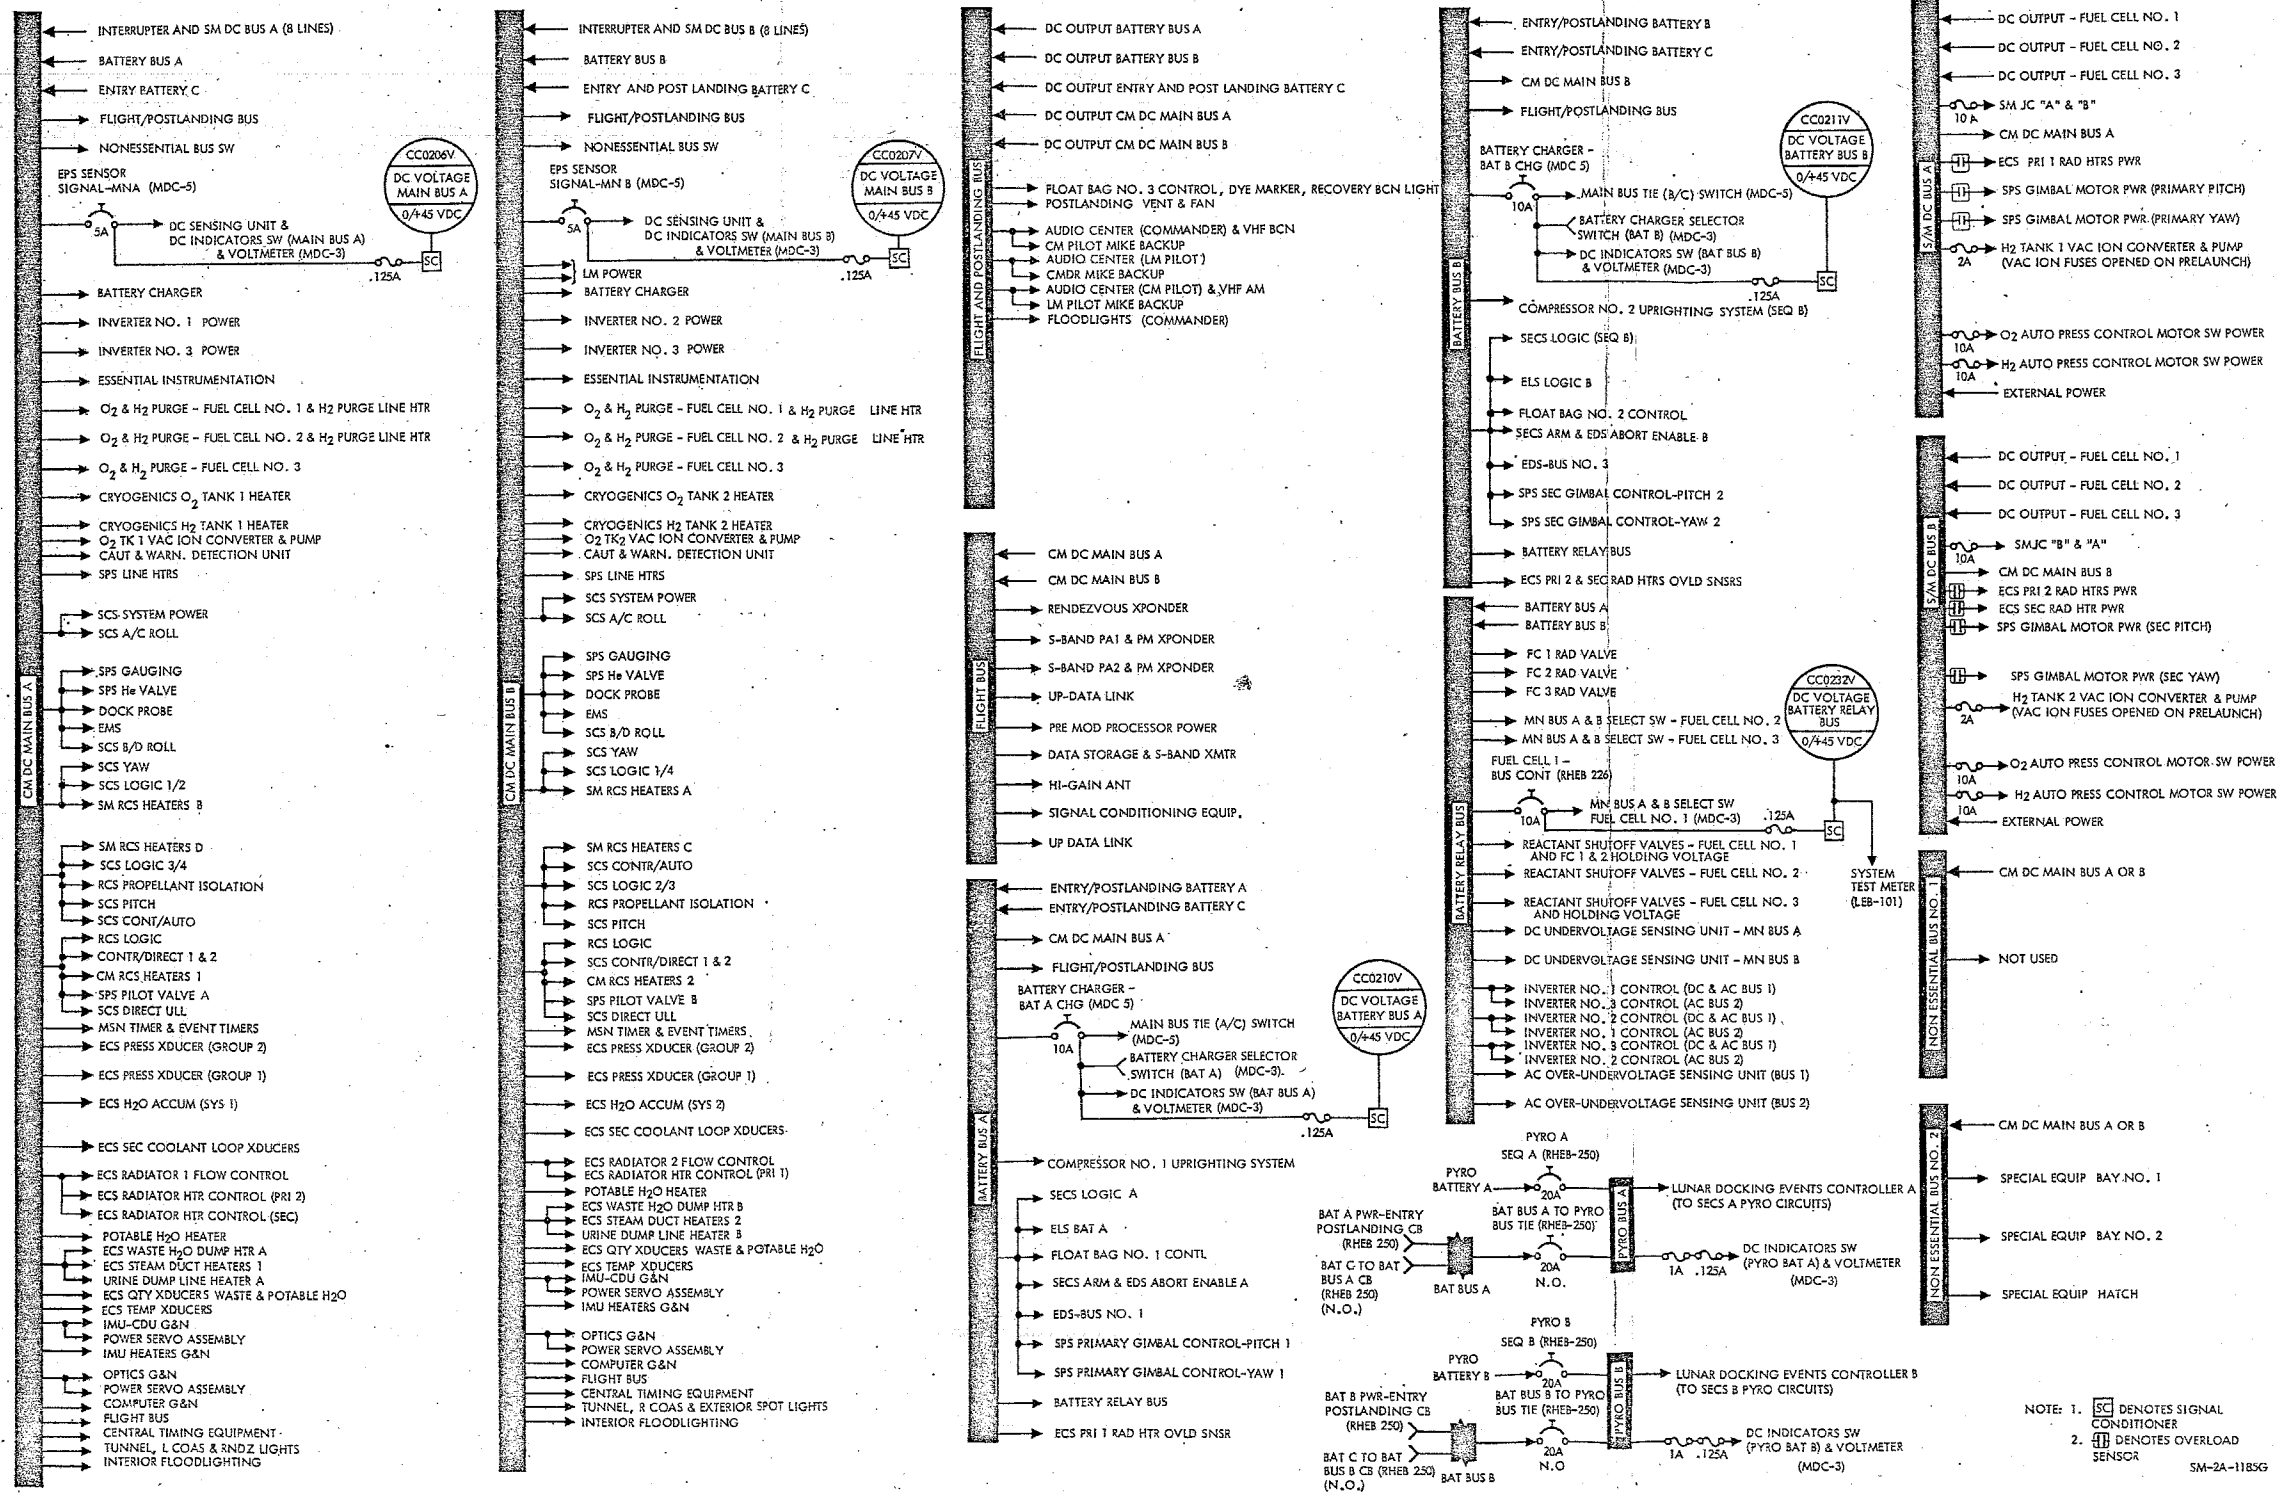 INTERRUPTER AND SM DC BUS A (8 LINES)
BATTERY BUS A
ENTRY BATTERY C
FLIGHT/POSTLANDING BUS
NONESSENTIAL BUS SW
EPS SENSOR
SIGNAL-MNA (MDC-5)
5A
DC SENSING UNIT &
DC INDICATORS SW (MAIN BUS A)
& VOLTMETER (MDC-3)
.125A
SC
CC0206V
DC VOLTAGE
MAIN BUS A
0/+45 VDC
BATTERY CHARGER
INVERTER NO. 1 POWER
INVERTER NO. 3 POWER
ESSENTIAL INSTRUMENTATION
O2 & H2 PURGE - FUEL CELL NO. 1 & H2 PURGE LINE HTR
O2 & H2 PURGE - FUEL CELL NO. 2 & H2 PURGE LINE HTR
O2 & H2 PURGE - FUEL CELL NO. 3
CRYOGENICS O2 TANK 1 HEATER
CRYOGENICS H2 TANK 1 HEATER
O2 TK 1 VAC ION CONVERTER & PUMP
CAUT & WARN. DETECTION UNIT
SPS LINE HTRS
SCS SYSTEM POWER
SCS A/C ROLL
SPS GAUGING
SPS He VALVE
DOCK PROBE
EMS
SCS B/D ROLL
SCS YAW
SCS LOGIC 1/2
SM RCS HEATERS B
CM DC MAIN BUS A
SM RCS HEATERS D
SCS LOGIC 3/4
RCS PROPELLANT ISOLATION
SCS PITCH
SCS CONT/AUTO
RCS LOGIC
CONTR/DIRECT 1 & 2
CM RCS HEATERS 1
SPS PILOT VALVE A
SCS DIRECT ULL
MSN TIMER & EVENT TIMERS
ECS PRESS XDUCER (GROUP 2)
ECS PRESS XDUCER (GROUP 1)
ECS H2O ACCUM (SYS 1)
ECS SEC COOLANT LOOP XDUCERS
ECS RADIATOR 1 FLOW CONTROL
ECS RADIATOR HTR CONTROL (PRI 2)
ECS RADIATOR HTR CONTROL (SEC)
POTABLE H2O HEATER
ECS WASTE H2O DUMP HTR A
ECS STEAM DUCT HEATERS 1
URINE DUMP LINE HEATER A
ECS QTY XDUCERS WASTE & POTABLE H2O
ECS TEMP XDUCERS
IMU-CDU G&N
POWER SERVO ASSEMBLY
IMU HEATERS G&N
OPTICS G&N
POWER SERVO ASSEMBLY
COMPUTER G&N
FLIGHT BUS
CENTRAL TIMING EQUIPMENT
TUNNEL, L COAS & RNDZ LIGHTS
INTERIOR FLOODLIGHTING
INTERRUPTER AND SM DC BUS B (8 LINES)
BATTERY BUS B
ENTRY AND POST LANDING BATTERY C
FLIGHT/POSTLANDING BUS
NONESSENTIAL BUS SW
EPS SENSOR
SIGNAL-MN B (MDC-5)
5A
DC SENSING UNIT &
DC INDICATORS SW (MAIN BUS B)
& VOLTMETER (MDC-3)
.125A
SC
CC0207V
DC VOLTAGE
MAIN BUS B
0/+45 VDC
LM POWER
BATTERY CHARGER
INVERTER NO. 2 POWER
INVERTER NO. 3 POWER
ESSENTIAL INSTRUMENTATION
O2 & H2 PURGE - FUEL CELL NO. 1 & H2 PURGE LINE HTR
O2 & H2 PURGE - FUEL CELL NO. 2 & H2 PURGE LINE HTR
O2 & H2 PURGE - FUEL CELL NO. 3
CRYOGENICS O2 TANK 2 HEATER
CRYOGENICS H2 TANK 2 HEATER
O2 TK2 VAC ION CONVERTER & PUMP
CAUT & WARN. DETECTION UNIT
SPS LINE HTRS
SCS SYSTEM POWER
SCS A/C ROLL
SPS GAUGING
SPS He VALVE
DOCK PROBE
EMS
SCS B/D ROLL
SCS YAW
SCS LOGIC 1/4
SM RCS HEATERS A
CM DC MAIN BUS B
SM RCS HEATERS C
SCS CONTR/AUTO
SCS LOGIC 2/3
RCS PROPELLANT ISOLATION
SCS PITCH
RCS LOGIC
SCS CONTR/DIRECT 1 & 2
CM RCS HEATERS 2
SPS PILOT VALVE B
SCS DIRECT ULL
MSN TIMER & EVENT TIMERS
ECS PRESS XDUCER (GROUP 2)
ECS PRESS XDUCER (GROUP 1)
ECS H2O ACCUM (SYS 2)
ECS SEC COOLANT LOOP XDUCERS
ECS RADIATOR 2 FLOW CONTROL
ECS RADIATOR HTR CONTROL (PRI 1)
POTABLE H2O HEATER
ECS WASTE H2O DUMP HTR B
ECS STEAM DUCT HEATERS 2
URINE DUMP LINE HEATER B
ECS QTY XDUCERS WASTE & POTABLE H2O
ECS TEMP XDUCERS
IMU-CDU G&N
POWER SERVO ASSEMBLY
IMU HEATERS G&N
OPTICS G&N
POWER SERVO ASSEMBLY
COMPUTER G&N
FLIGHT BUS
CENTRAL TIMING EQUIPMENT
TUNNEL, R COAS & EXTERIOR SPOT LIGHTS
INTERIOR FLOODLIGHTING
DC OUTPUT BATTERY BUS A
DC OUTPUT BATTERY BUS B
DC OUTPUT ENTRY AND POST LANDING BATTERY C
DC OUTPUT CM DC MAIN BUS A
DC OUTPUT CM DC MAIN BUS B
FLIGHT AND POSTLANDING BUS
FLOAT BAG NO. 3 CONTROL, DYE MARKER, RECOVERY BCN LIGHT
POSTLANDING VENT & FAN
AUDIO CENTER (COMMANDER) & VHF BCN
CM PILOT MIKE BACKUP
AUDIO CENTER (LM PILOT)
CMDR MIKE BACKUP
AUDIO CENTER (CM PILOT) & VHF AM
LM PILOT MIKE BACKUP
FLOODLIGHTS (COMMANDER)
CM DC MAIN BUS A
CM DC MAIN BUS B
RENDEZVOUS XPONDER
S-BAND PA1 & PM XPONDER
S-BAND PA2 & PM XPONDER
FLIGHT BUS
UP-DATA LINK
PRE MOD PROCESSOR POWER
DATA STORAGE & S-BAND XMTR
HI-GAIN ANT
SIGNAL CONDITIONING EQUIP.
UP DATA LINK
ENTRY/POSTLANDING BATTERY A
ENTRY/POSTLANDING BATTERY C
CM DC MAIN BUS A
FLIGHT/POSTLANDING BUS
BATTERY CHARGER -
BAT A CHG (MDC 5)
10A
MAIN BUS TIE (A/C) SWITCH
(MDC-5)
BATTERY CHARGER SELECTOR
SWITCH (BAT A) (MDC-3)
DC INDICATORS SW (BAT BUS A)
& VOLTMETER (MDC-3)
.125A
SC
CC0210V
DC VOLTAGE
BATTERY BUS A
0/+45 VDC
BATTERY BUS A
COMPRESSOR NO. 1 UPRIGHTING SYSTEM
SECS LOGIC A
ELS BAT A
FLOAT BAG NO. 1 CONTL
SECS ARM & EDS ABORT ENABLE A
EDS-BUS NO. 1
SPS PRIMARY GIMBAL CONTROL-PITCH 1
SPS PRIMARY GIMBAL CONTROL-YAW 1
BATTERY RELAY BUS
ECS PRI 1 RAD HTR OVLD SNSR
ENTRY/POSTLANDING BATTERY B
ENTRY/POSTLANDING BATTERY C
CM DC MAIN BUS B
FLIGHT/POSTLANDING BUS
BATTERY CHARGER -
BAT B CHG (MDC 5)
10A
MAIN BUS TIE (B/C) SWITCH (MDC-5)
BATTERY CHARGER SELECTOR
SWITCH (BAT B) (MDC-3)
DC INDICATORS SW (BAT BUS B)
& VOLTMETER (MDC-3)
.125A
SC
CC0211V
DC VOLTAGE
BATTERY BUS B
0/+45 VDC
BATTERY BUS B
COMPRESSOR NO. 2 UPRIGHTING SYSTEM (SEQ B)
SECS LOGIC (SEQ B)
ELS LOGIC B
FLOAT BAG NO. 2 CONTROL
SECS ARM & EDS ABORT ENABLE B
EDS-BUS NO. 3
SPS SEC GIMBAL CONTROL-PITCH 2
SPS SEC GIMBAL CONTROL-YAW 2
BATTERY RELAY BUS
ECS PRI 2 & SEC RAD HTRS OVLD SNSRS
BATTERY BUS A
BATTERY BUS B
FC 1 RAD VALVE
FC 2 RAD VALVE
FC 3 RAD VALVE
MN BUS A & B SELECT SW - FUEL CELL NO. 2
MN BUS A & B SELECT SW - FUEL CELL NO. 3
FUEL CELL 1 -
BUS CONT (RHEB 226)
10A
MN BUS A & B SELECT SW
FUEL CELL NO. 1 (MDC-3)
.125A
SC
CC0232V
DC VOLTAGE
BATTERY RELAY
BUS
0/+45 VDC
SYSTEM
TEST METER
(LEB-101)
BATTERY RELAY BUS
REACTANT SHUTOFF VALVES - FUEL CELL NO. 1
AND FC 1 & 2 HOLDING VOLTAGE
REACTANT SHUTOFF VALVES - FUEL CELL NO. 2
REACTANT SHUTOFF VALVES - FUEL CELL NO. 3
AND HOLDING VOLTAGE
DC UNDERVOLTAGE SENSING UNIT - MN BUS A
DC UNDERVOLTAGE SENSING UNIT - MN BUS B
INVERTER NO. 1 CONTROL (DC & AC BUS 1)
INVERTER NO. 3 CONTROL (AC BUS 2)
INVERTER NO. 2 CONTROL (DC & AC BUS 1)
INVERTER NO. 1 CONTROL (AC BUS 2)
INVERTER NO. 3 CONTROL (DC & AC BUS 1)
INVERTER NO. 2 CONTROL (AC BUS 2)
AC OVER-UNDERVOLTAGE SENSING UNIT (BUS 1)
AC OVER-UNDERVOLTAGE SENSING UNIT (BUS 2)
PYRO A
SEQ A (RHEB-250)
PYRO
BATTERY A
20A
PYRO BUS A
LUNAR DOCKING EVENTS CONTROLLER A
(TO SECS A PYRO CIRCUITS)
BAT A PWR-ENTRY
POSTLANDING CB
(RHEB 250)
BAT C TO BAT
BUS A CB
(RHEB 250)
(N.O.)
BAT BUS A
BAT BUS A TO PYRO
BUS TIE (RHEB-250)
20A
N.O.
1A .125A
DC INDICATORS SW
(PYRO BAT A) & VOLTMETER
(MDC-3)
PYRO B
SEQ B (RHEB-250)
PYRO
BATTERY B
20A
PYRO BUS B
LUNAR DOCKING EVENTS CONTROLLER B
(TO SECS B PYRO CIRCUITS)
BAT B PWR-ENTRY
POSTLANDING CB
(RHEB 250)
BAT C TO BAT
BUS B CB (RHEB 250)
(N.O.)
BAT BUS B
BAT BUS B TO PYRO
BUS TIE (RHEB-250)
20A
N.O
1A .125A
DC INDICATORS SW
(PYRO BAT B) & VOLTMETER
(MDC-3)
DC OUTPUT - FUEL CELL NO. 1
DC OUTPUT - FUEL CELL NO. 2
DC OUTPUT - FUEL CELL NO. 3
SM JC "A" & "B"
10A
CM DC MAIN BUS A
S/M DC BUS A
ECS PRI 1 RAD HTRS PWR
SPS GIMBAL MOTOR PWR (PRIMARY PITCH)
SPS GIMBAL MOTOR PWR (PRIMARY YAW)
H2 TANK 1 VAC ION CONVERTER & PUMP
2A
(VAC ION FUSES OPENED ON PRELAUNCH)
O2 AUTO PRESS CONTROL MOTOR SW POWER
10A
H2 AUTO PRESS CONTROL MOTOR SW POWER
10A
EXTERNAL POWER
DC OUTPUT - FUEL CELL NO. 1
DC OUTPUT - FUEL CELL NO. 2
DC OUTPUT - FUEL CELL NO. 3
SMJC "B" & "A"
10A
CM DC MAIN BUS B
S/M DC BUS B
ECS PRI 2 RAD HTRS PWR
ECS SEC RAD HTR PWR
SPS GIMBAL MOTOR PWR (SEC PITCH)
SPS GIMBAL MOTOR PWR (SEC YAW)
H2 TANK 2 VAC ION CONVERTER & PUMP
2A
(VAC ION FUSES OPENED ON PRELAUNCH)
O2 AUTO PRESS CONTROL MOTOR SW POWER
10A
H2 AUTO PRESS CONTROL MOTOR SW POWER
10A
EXTERNAL POWER
CM DC MAIN BUS A OR B
NON ESSENTIAL BUS NO. 1
NOT USED
CM DC MAIN BUS A OR B
NON ESSENTIAL BUS NO. 2
SPECIAL EQUIP BAY NO. 1
SPECIAL EQUIP BAY NO. 2
SPECIAL EQUIP HATCH
NOTE: 1. SC DENOTES SIGNAL
CONDITIONER
2. DENOTES OVERLOAD
SENSOR
SM-2A-1185G